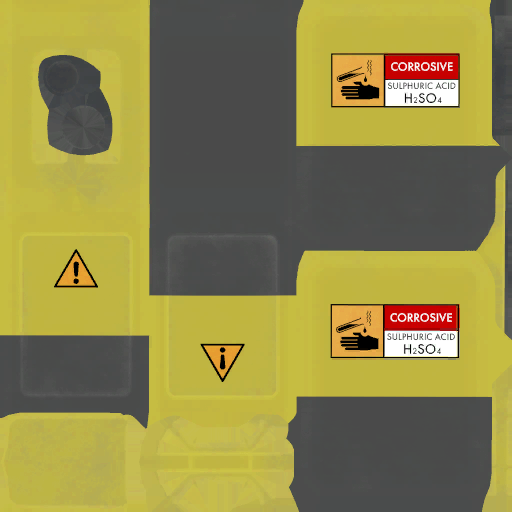 CORROSIVE
SULPHURIC ACID
H₂SO₄
!
CORROSIVE
SULPHURIC ACID
H₂SO₄
!